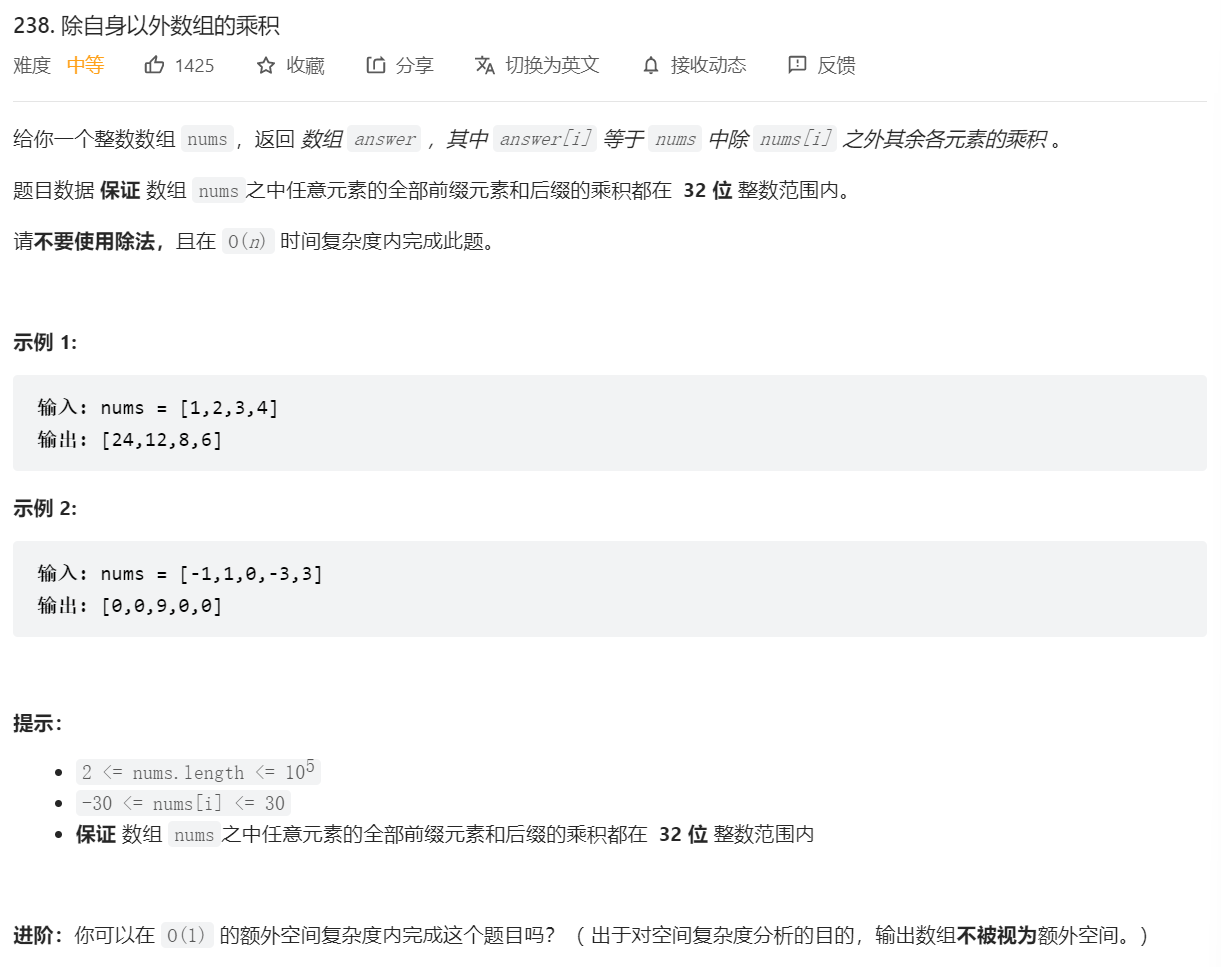 238. 除自身以外数组的乘积
难度 中等 1425 收藏 分享 切换为英文 接收动态 反馈
给你一个整数数组 nums，返回 数组 answer ，其中 answer[i] 等于 nums 中除 nums[i] 之外其余各元素的乘积 。
题目数据 保证 数组 nums之中任意元素的全部前缀元素和后缀的乘积都在 32 位 整数范围内。
请不要使用除法，且在 O(n) 时间复杂度内完成此题。
示例 1:
输入: nums = [1,2,3,4]
输出: [24,12,8,6]
示例 2:
输入: nums = [-1,1,0,-3,3]
输出: [0,0,9,0,0]
提示：
• 2 <= nums.length <= 10⁵
• -30 <= nums[i] <= 30
• 保证 数组 nums之中任意元素的全部前缀元素和后缀的乘积都在 32 位 整数范围内
进阶：你可以在 O(1) 的额外空间复杂度内完成这个题目吗？（ 出于对空间复杂度分析的目的，输出数组不被视为额外空间。）